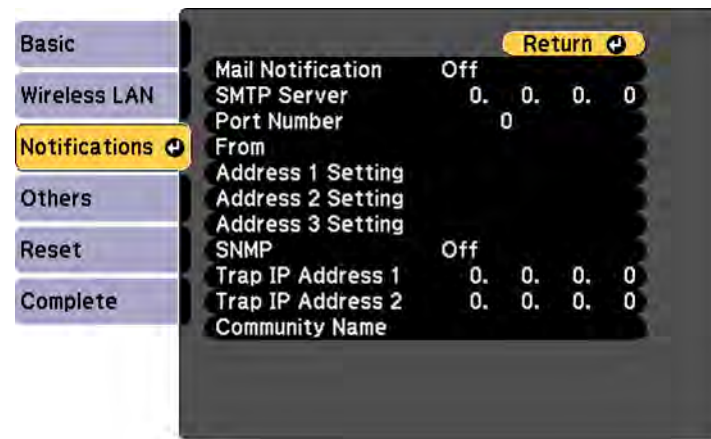 Basic
Wireless LAN
Notifications
Others
Reset
Complete
Return
Mail Notification Off
SMTP Server 0. 0. 0. 0
Port Number 0
From
Address 1 Setting
Address 2 Setting
Address 3 Setting
SNMP Off
Trap IP Address 1 0. 0. 0. 0
Trap IP Address 2 0. 0. 0. 0
Community Name